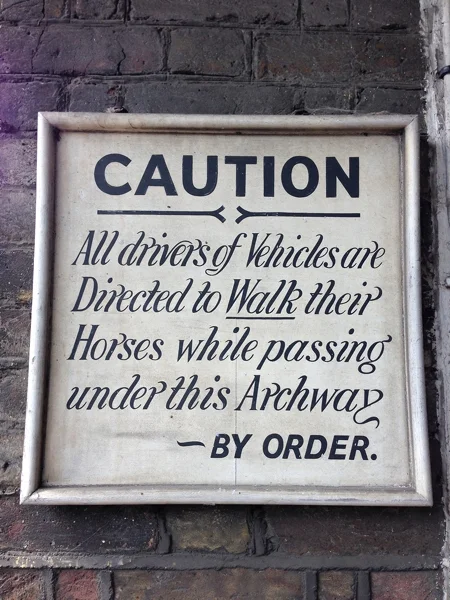 CAUTION
All drivers of Vehicles are
Directed to Walk their
Horses while passing
under this Archway
~BY ORDER.